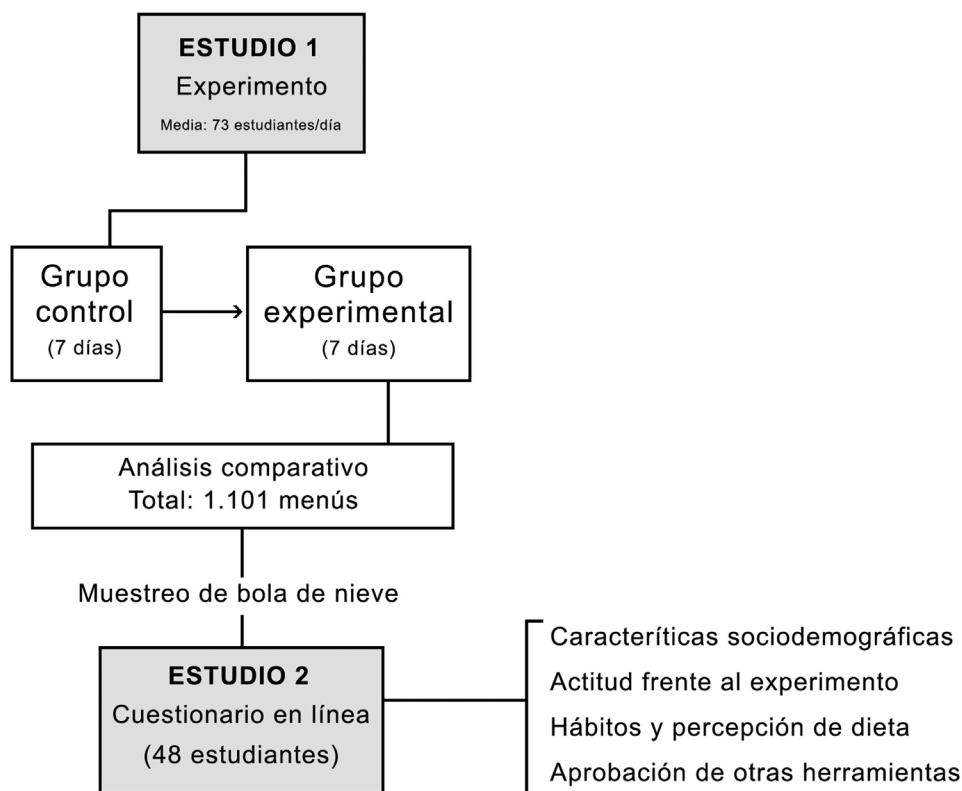 ESTUDIO 1
Experimento
Media: 73 estudiantes/día
Grupo
control
(7 días)
Grupo
experimental
(7 días)
Análisis comparativo
Total: 1.101 menús
Muestreo de bola de nieve
ESTUDIO 2
Cuestionario en línea
(48 estudiantes)
Caracteríticas sociodemográficas
Actitud frente al experimento
Hábitos y percepción de dieta
Aprobación de otras herramientas